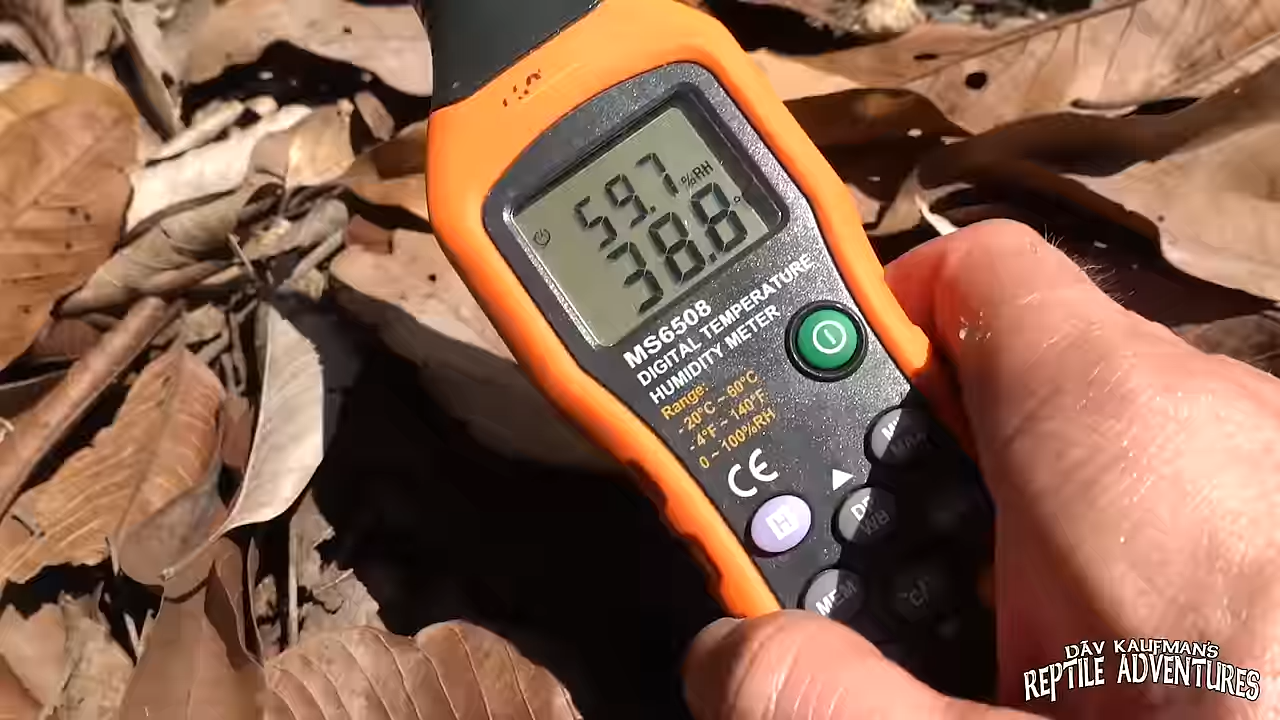 59.7 %RH
38.8°
MS6508
DIGITAL TEMPERATURE
HUMIDITY METER
Range:
-20°C ~ 60°C
-4°F ~ 140°F
0 ~ 100%RH
CE
H
MEM
DĀV KAUFMAN'S
REPTILE ADVENTURES